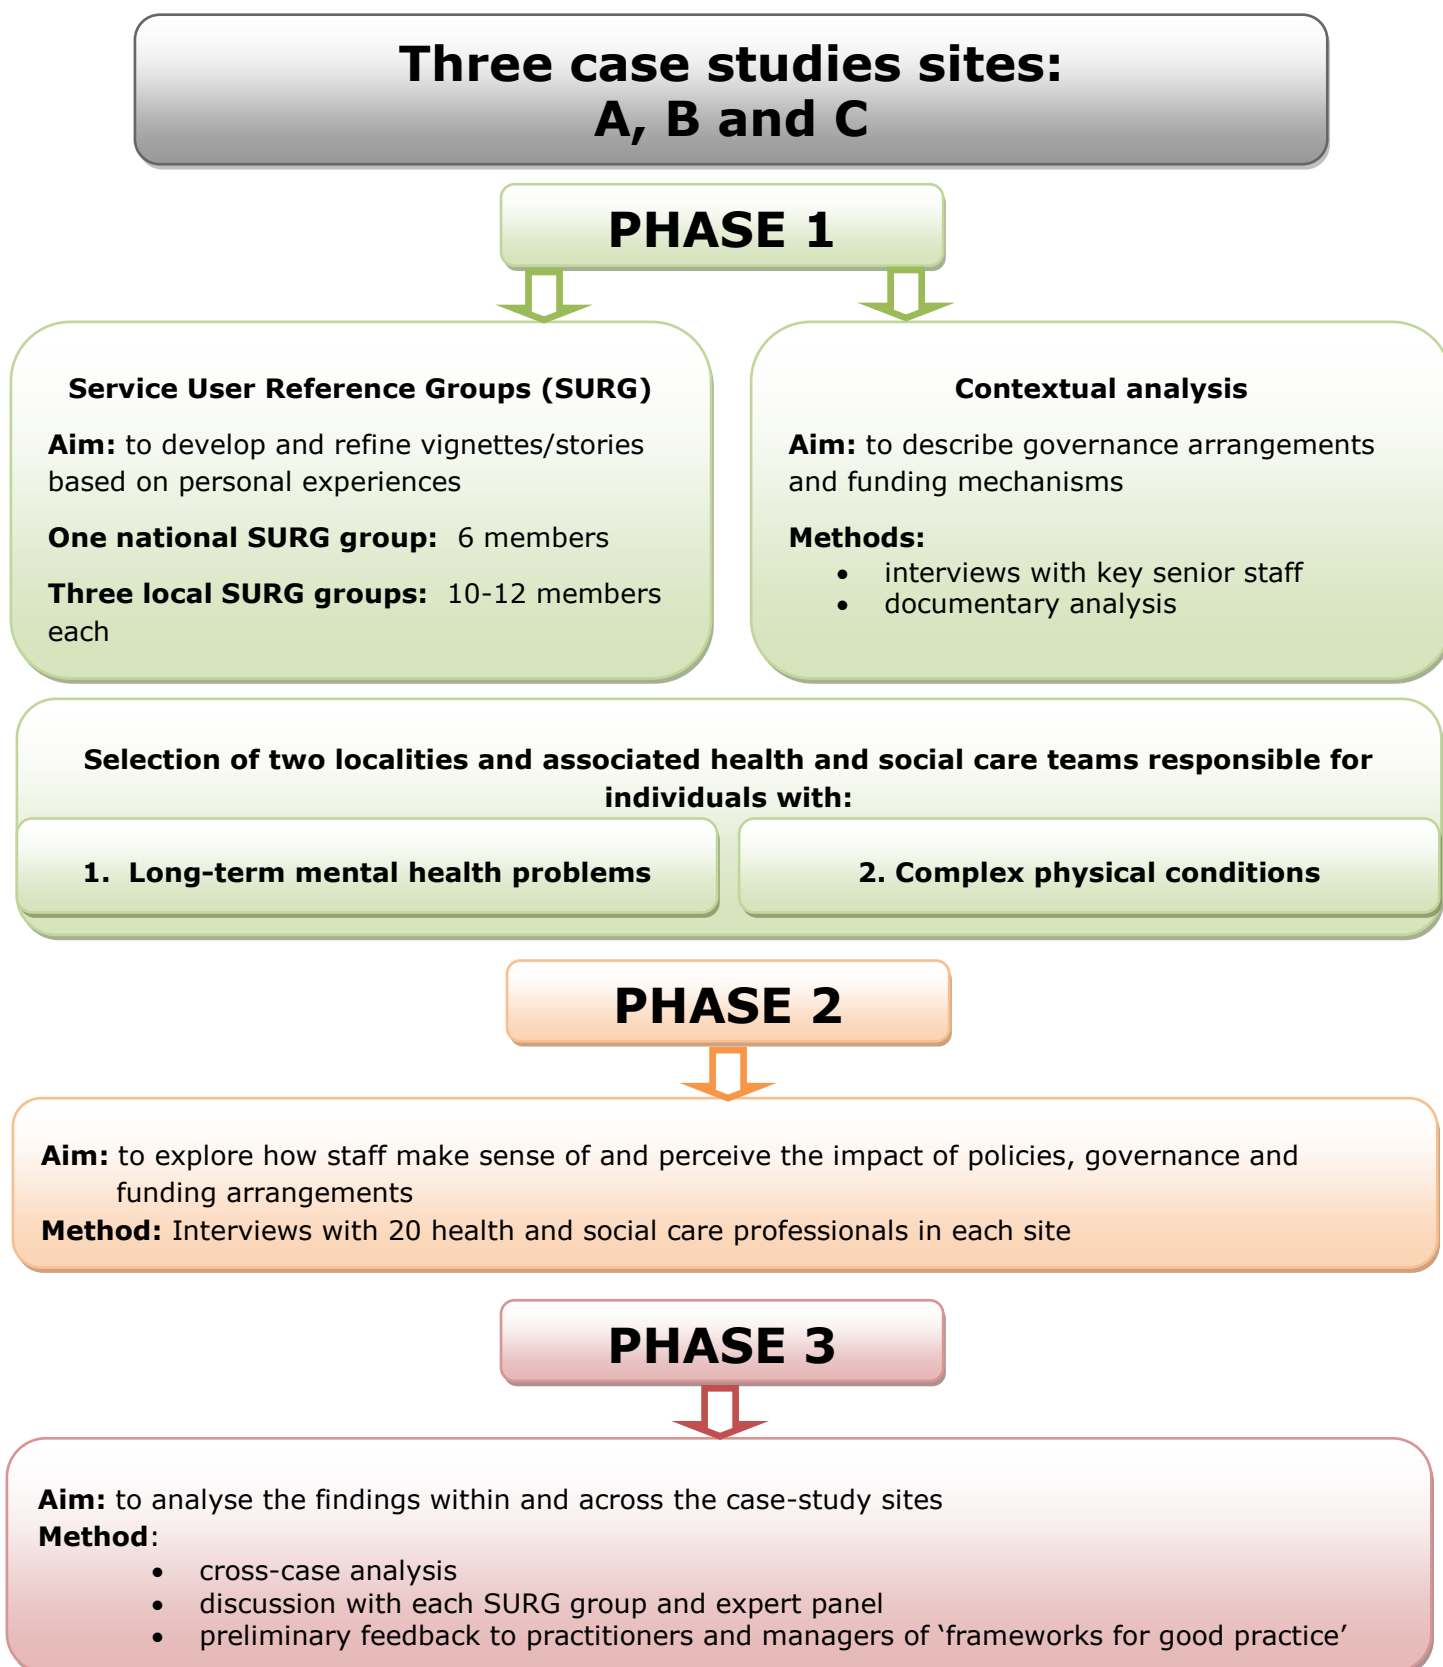 Three case studies sites:
A, B and C
PHASE 1
Service User Reference Groups (SURG)
Aim: to develop and refine vignettes/stories
based on personal experiences
One national SURG group:  6 members
Three local SURG groups:  10-12 members
each
Contextual analysis
Aim: to describe governance arrangements
and funding mechanisms
Methods:
• interviews with key senior staff
• documentary analysis
Selection of two localities and associated health and social care teams responsible for
individuals with:
1. Long-term mental health problems
2. Complex physical conditions
PHASE 2
Aim: to explore how staff make sense of and perceive the impact of policies, governance and
funding arrangements
Method: Interviews with 20 health and social care professionals in each site
PHASE 3
Aim: to analyse the findings within and across the case-study sites
Method:
• cross-case analysis
• discussion with each SURG group and expert panel
• preliminary feedback to practitioners and managers of ‘frameworks for good practice’